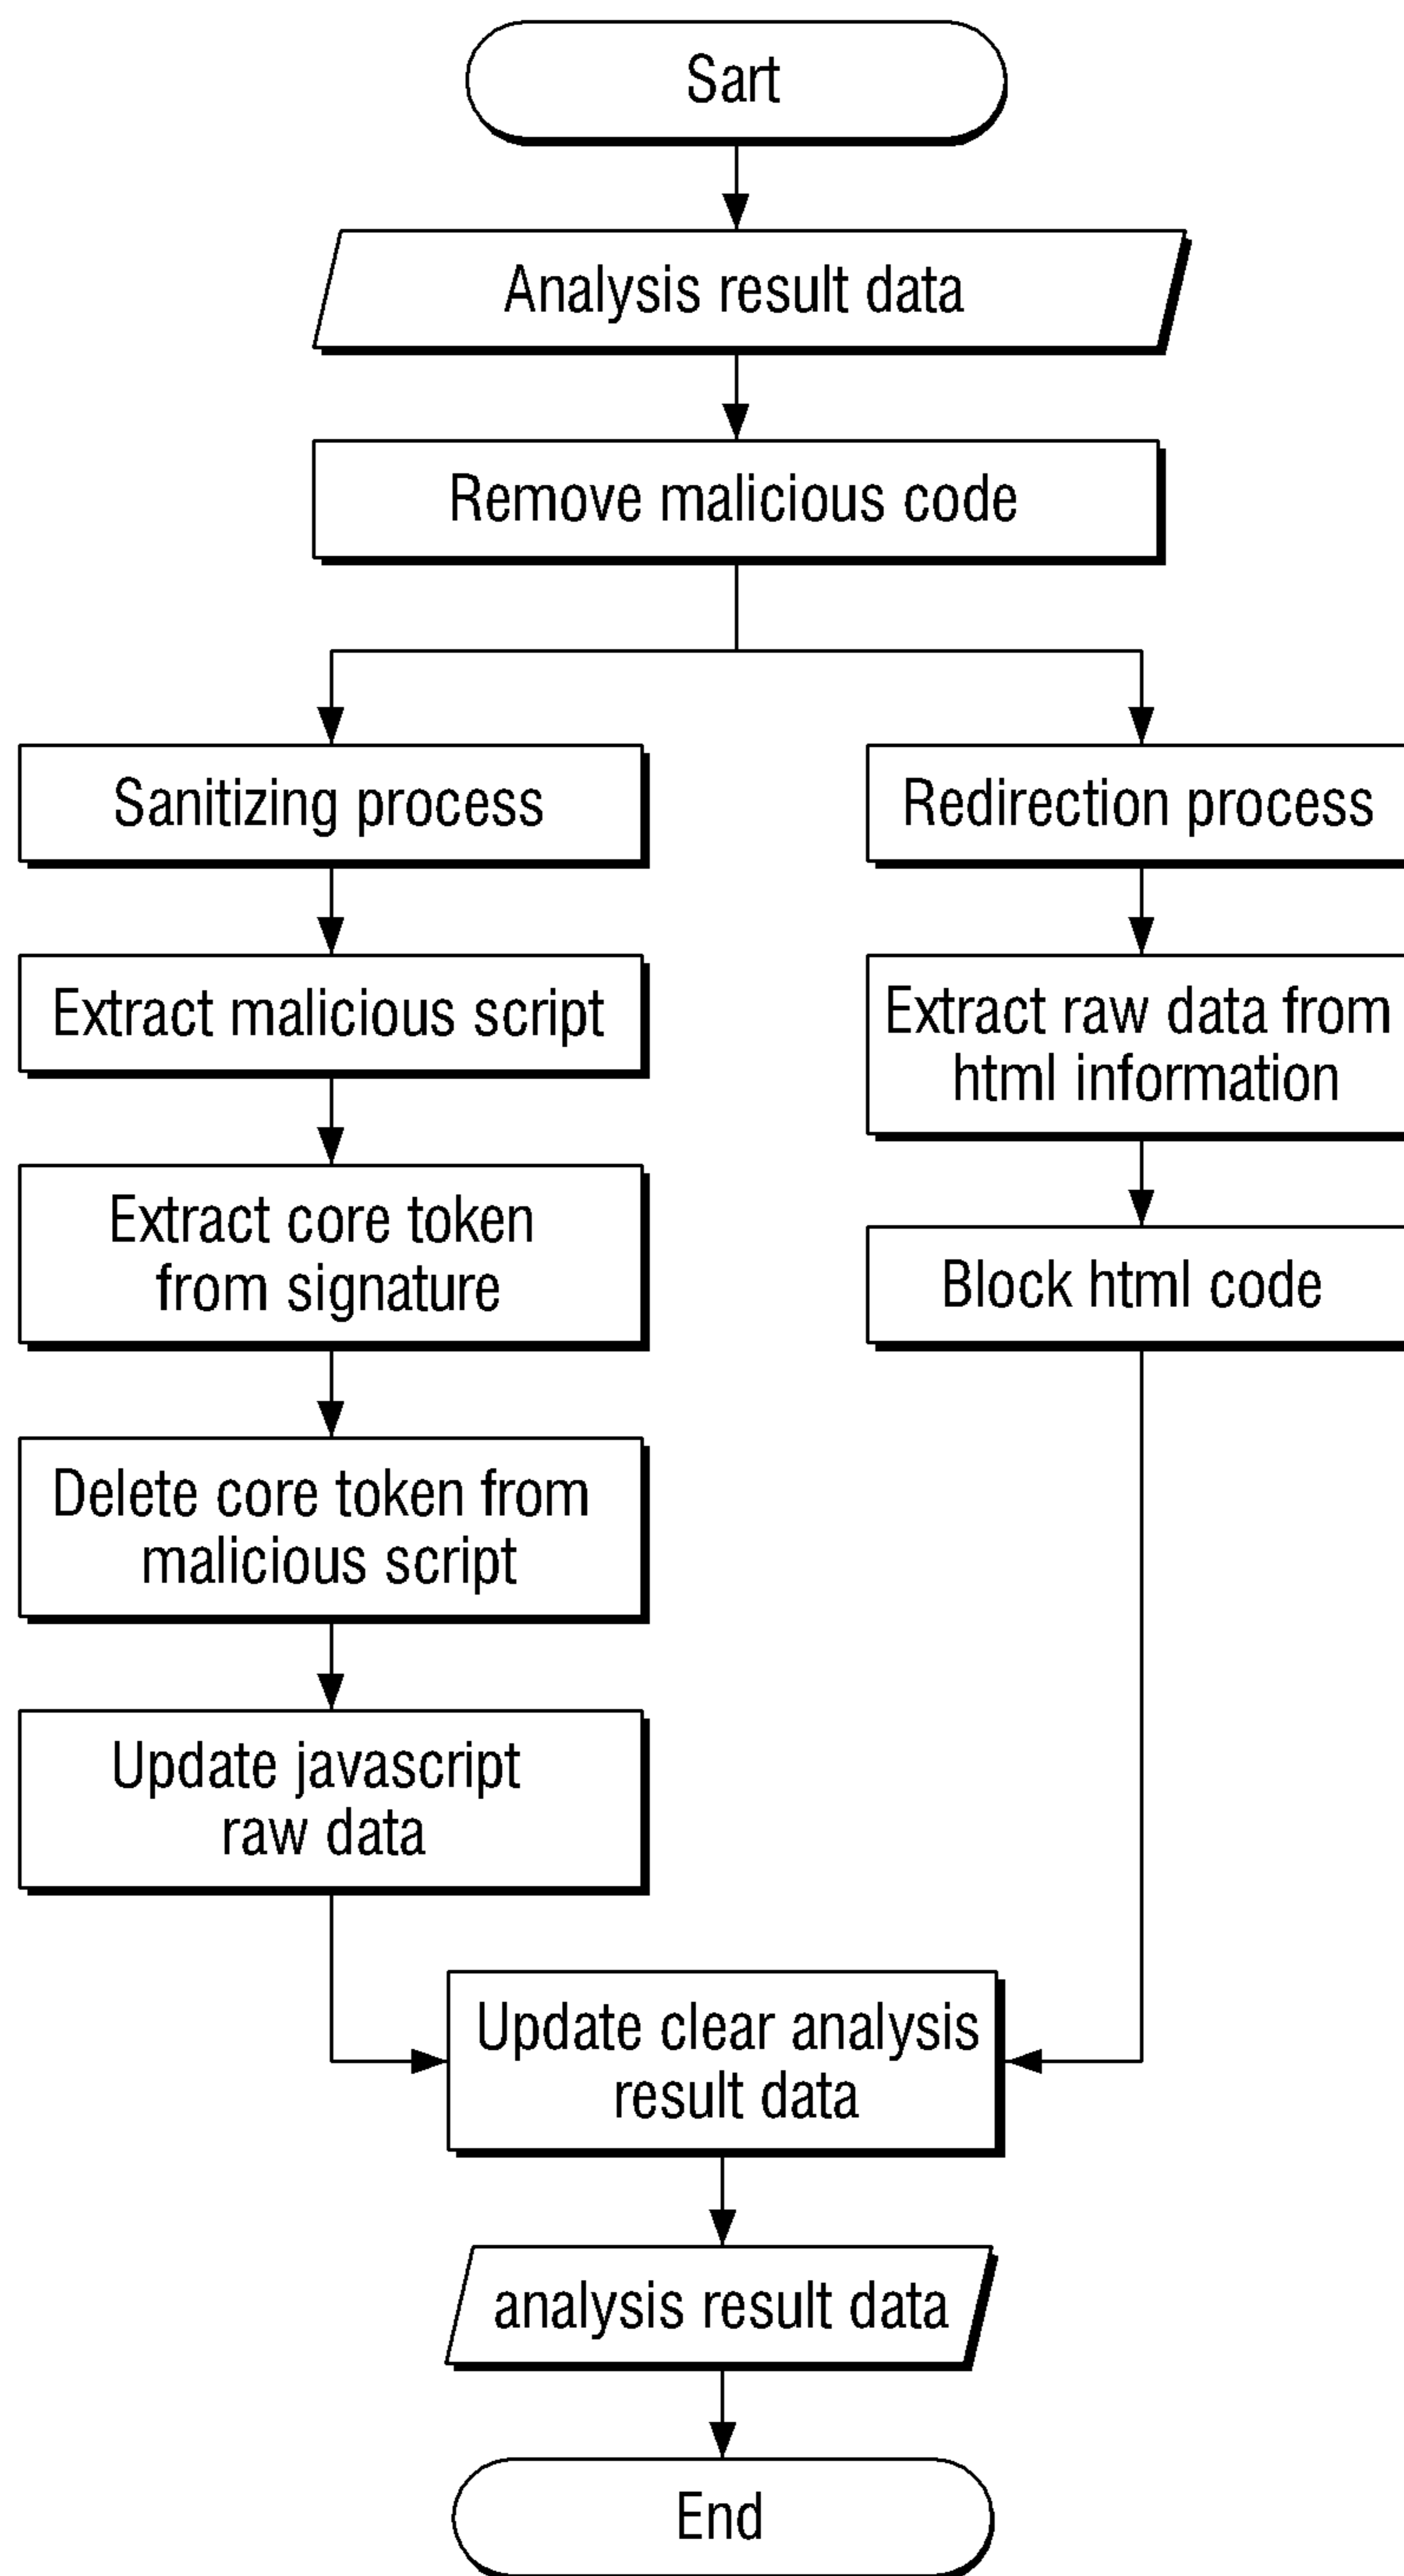 Sart
Analysis result data
Remove malicious code
Sanitizing process
Extract malicious script
Extract core token
from signature
Delete core token from
malicious script
Update javascript
raw data
Redirection process
Extract raw data from
html information
Block html code
Update clear analysis
result data
analysis result data
End